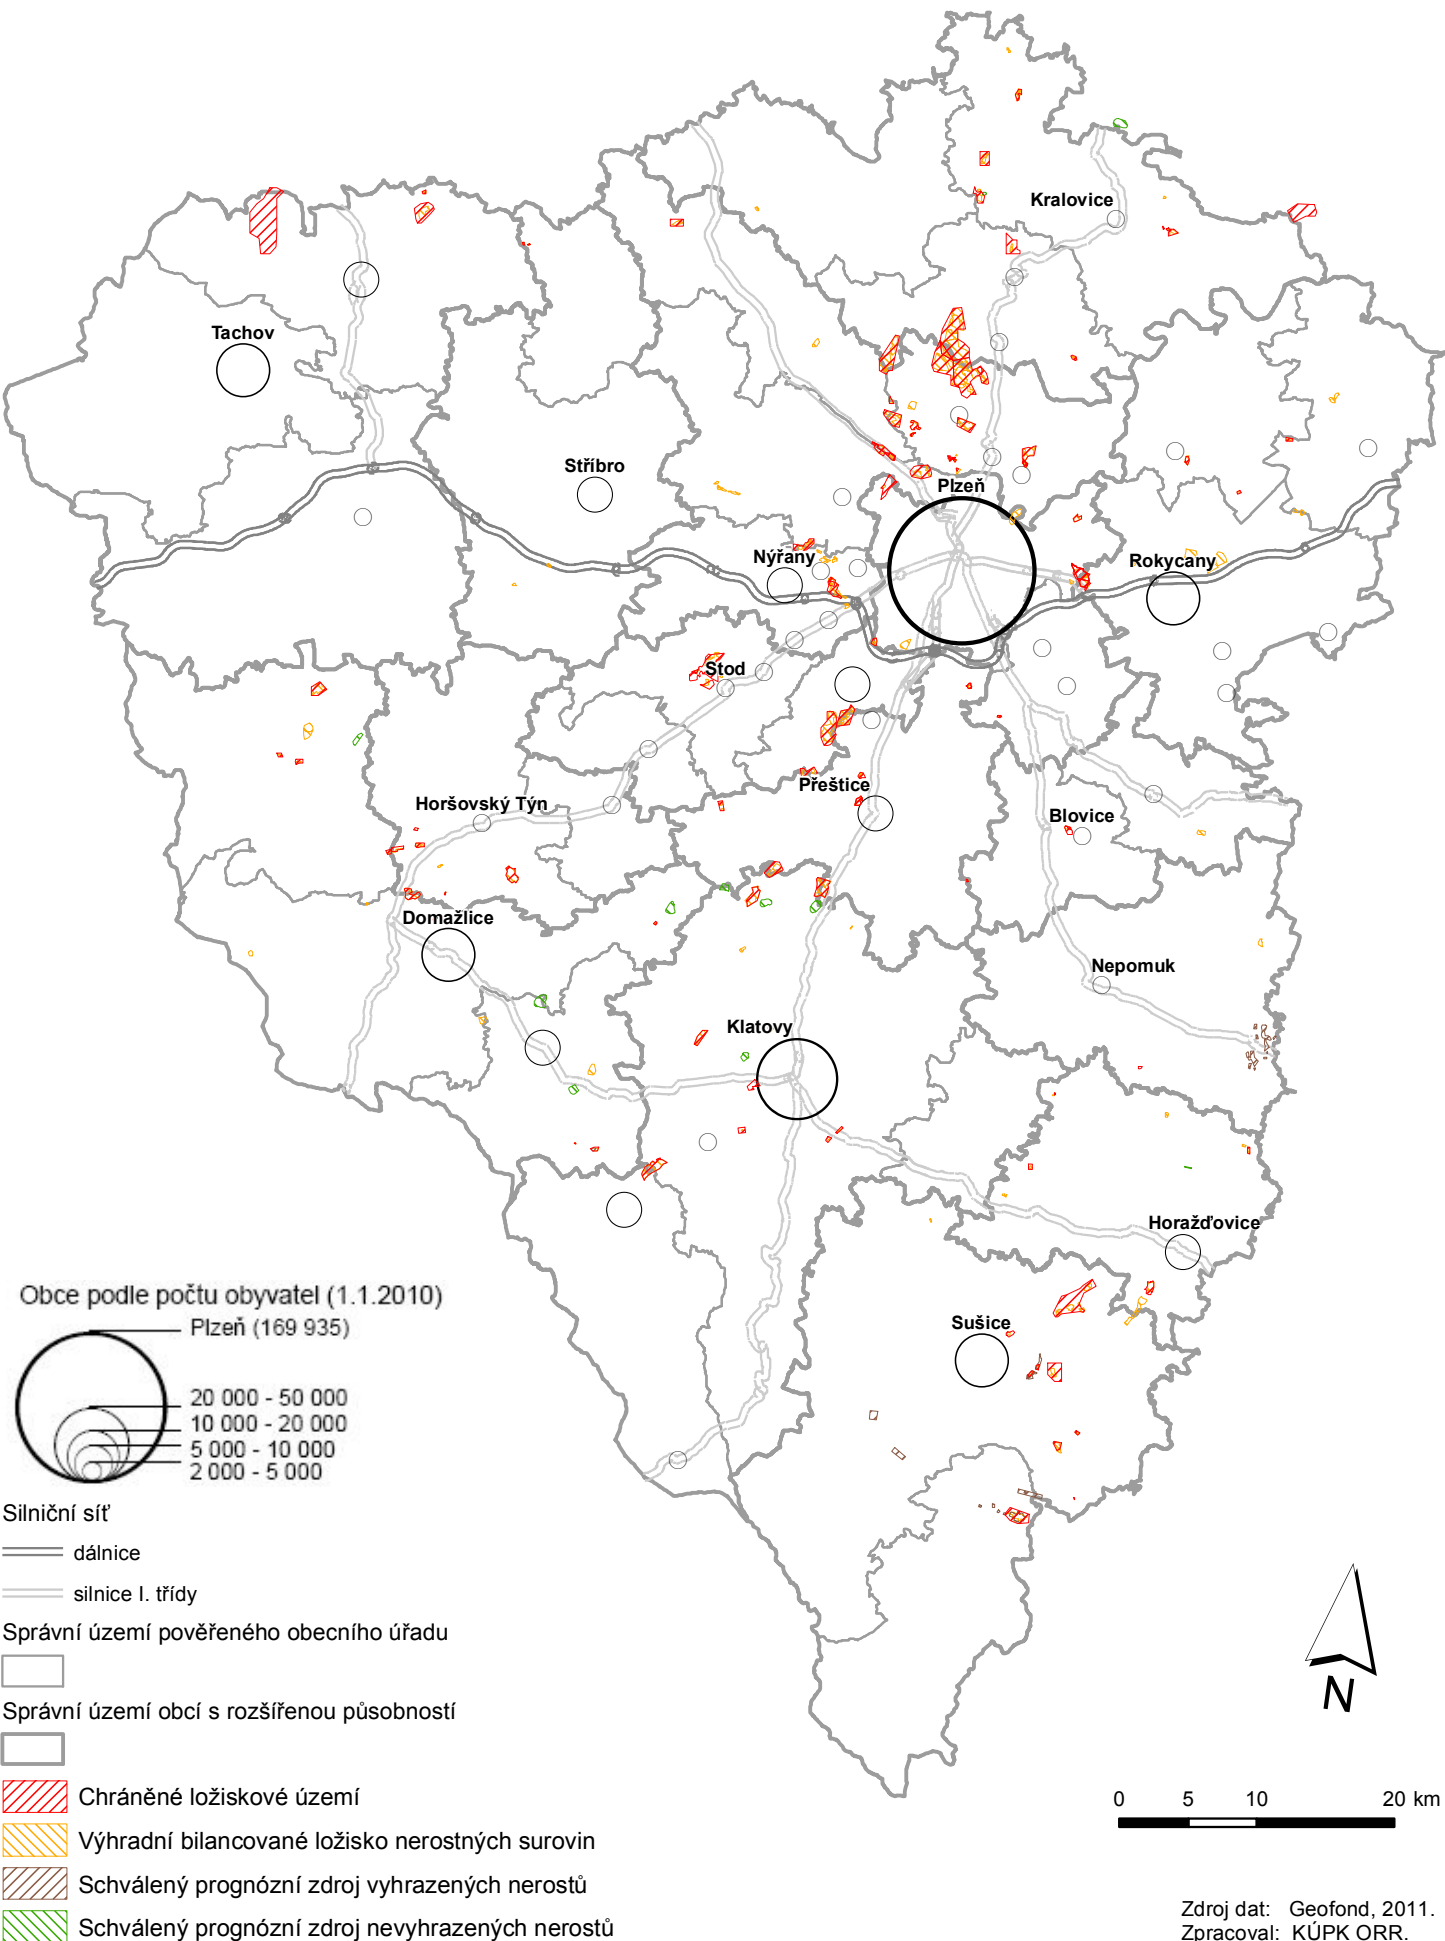 Kralovice
Tachov
Stříbro
Plzeň
Nýřany
Rokycany
Stod
Přeštice
Horšovský Týn
Blovice
Domažlice
Nepomuk
Klatovy
Horažďovice
Sušice
Obce podle počtu obyvatel (1.1.2010)
Plzeň (169 935)
20 000 - 50 000
10 000 - 20 000
5 000 - 10 000
2 000 - 5 000
Silniční síť
dálnice
silnice I. třídy
Správní území pověřeného obecního úřadu
Správní území obcí s rozšířenou působností
Chráněné ložiskové území
Výhradní bilancované ložisko nerostných surovin
Schválený prognózní zdroj vyhrazených nerostů
Schválený prognózní zdroj nevyhrazených nerostů
N
0 5 10 20 km
Zdroj dat: Geofond, 2011.
Zpracoval: KÚPK ORR.